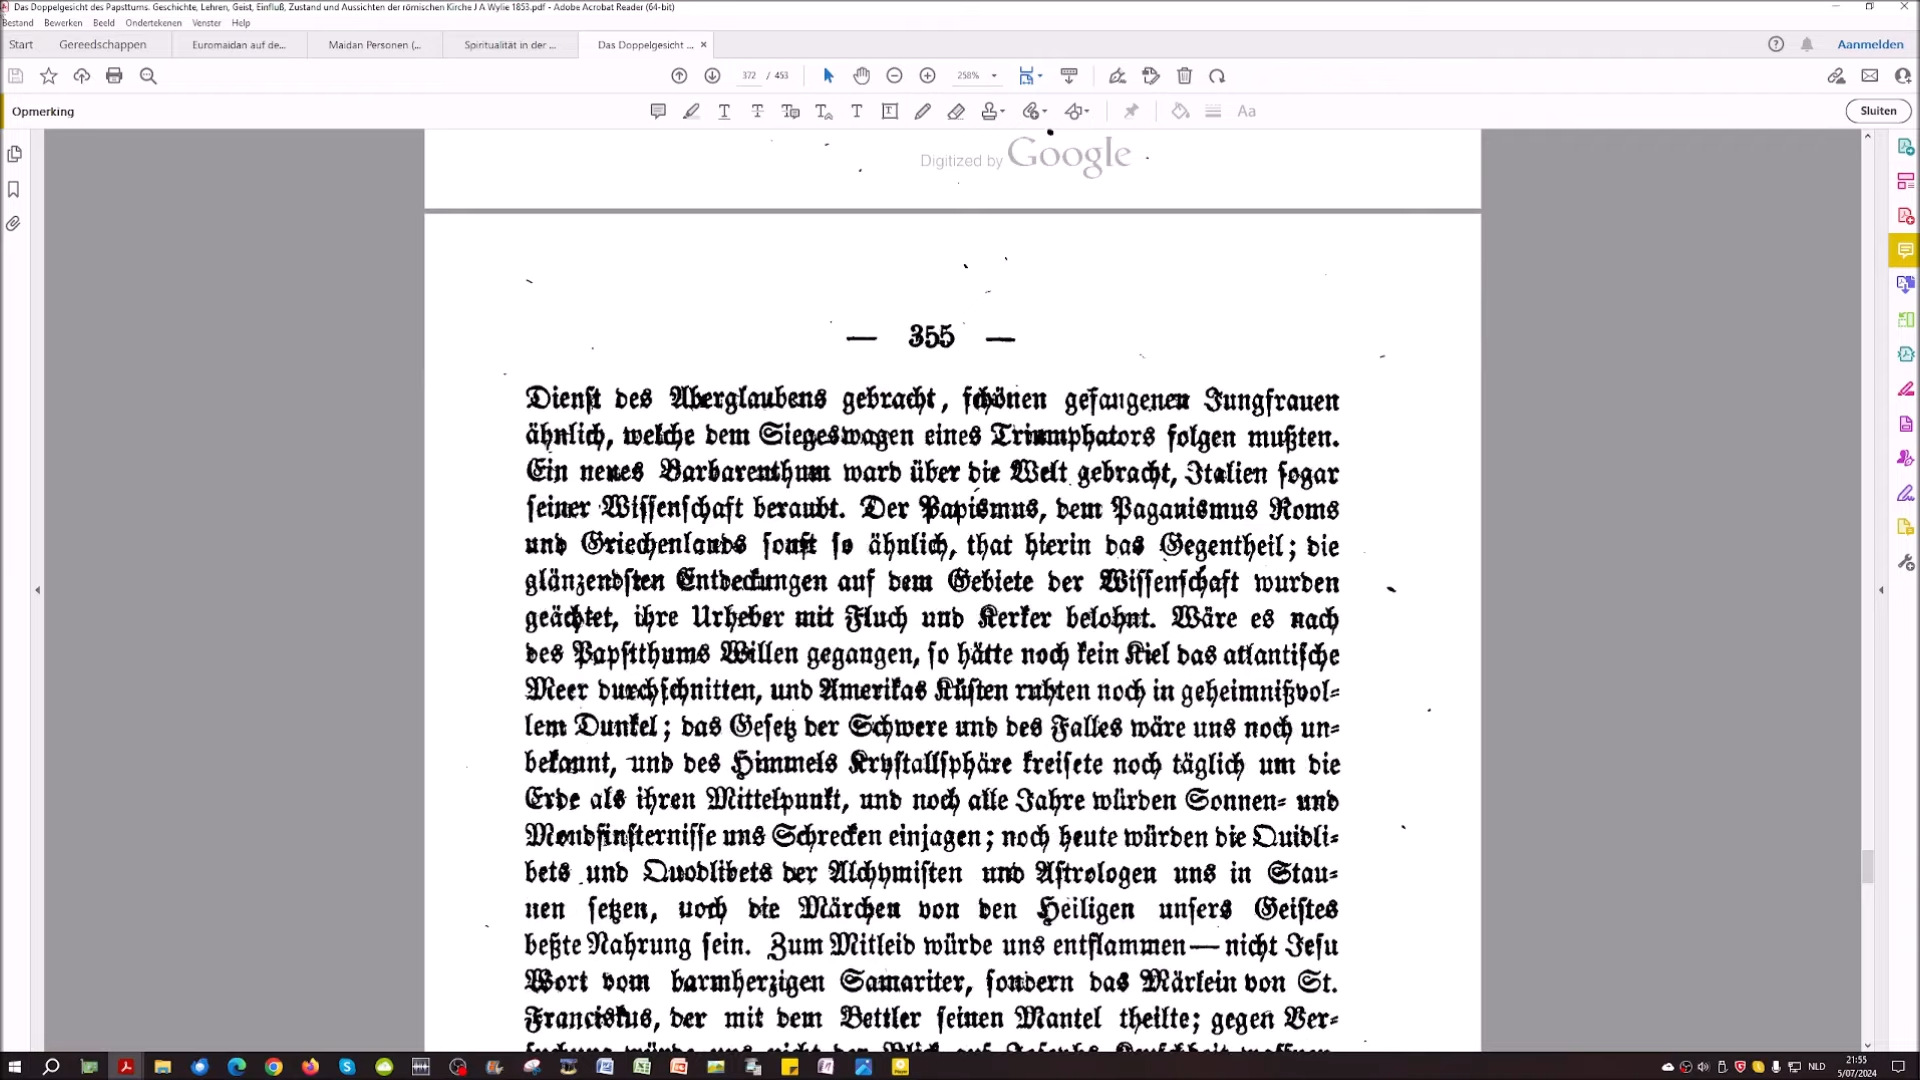 Das Doppelgesicht des Papsttums. Geschichte, Lehren, Geist, Einfluß, Zustand und Aussichten der römischen Kirche J A Wylie 1853.pdf - Adobe Acrobat Reader (64-bit)
Bestand Bewerken Beeld Ondertekenen Venster Help
Start Gereedschappen Euromaidan auf de... Maidan Personen (... Spiritualität in der ... Das Doppelgesicht ... × Aanmelden
372 / 453 258%
Opmerking Sluiten
Digitized by Google
— 355 —
Dienst des Aberglaubens gebracht, schönen gefangenen Jungfrauen
ähnlich, welche dem Siegeswagen eines Triumphators folgen mußten.
Ein neues Barbarenthum ward über die Welt gebracht, Italien sogar
seiner Wissenschaft beraubt. Der Papismus, dem Paganismus Roms
und Griechenlands sonst so ähnlich, that hierin das Gegentheil; die
glänzendsten Entdeckungen auf dem Gebiete der Wissenschaft wurden
geächtet, ihre Urheber mit Fluch und Kerker belohnt. Wäre es nach
des Papstthums Willen gegangen, so hätte noch kein Kiel das atlantische
Meer durchschnitten, und Amerikas Küsten ruhten noch in geheimnißvol=
lem Dunkel; das Gesetz der Schwere und des Falles wäre uns noch un=
bekannt, und des Himmels Krystallsphäre kreisete noch täglich um die
Erde als ihren Mittelpunkt, und noch alle Jahre würden Sonnen= und
Mondfinsternisse uns Schrecken einjagen; noch heute würden die Quidli=
bets und Quodlibets der Alchymisten und Astrologen uns in Stau=
nen setzen, noch die Märchen von den Heiligen unsers Geistes
beßte Nahrung sein. Zum Mitleid würde uns entflammen — nicht Jesu
Wort vom barmherzigen Samariter, sondern das Märlein von St.
Franciskus, der mit dem Bettler seinen Mantel theilte; gegen Ver=
NLD 21:55
5/07/2024